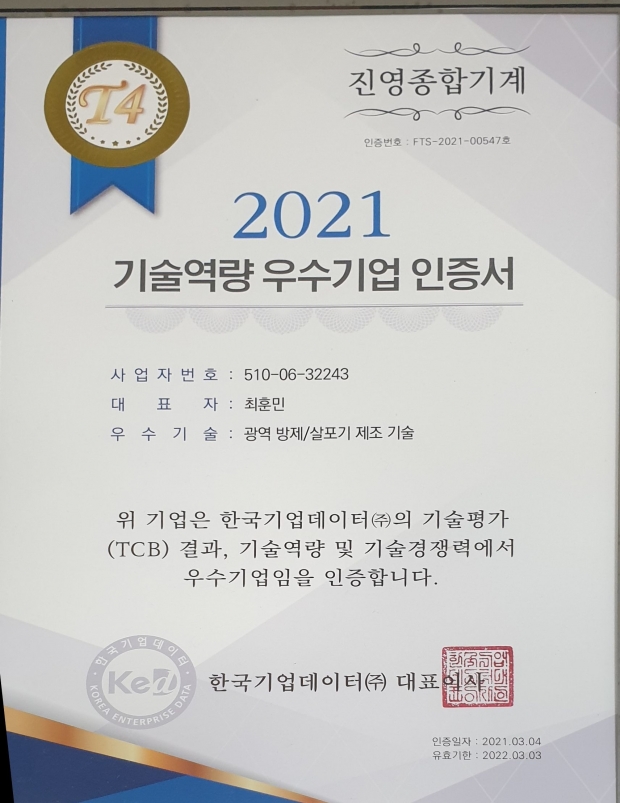 T4
진영종합기계
인증번호 : FTS-2021-00547호
2021
기술역량 우수기업 인증서
사업자번호 : 510-06-32243
대표자 : 최훈민
우수기술 : 광역 방제/살포기 제조 기술
위 기업은 한국기업데이터㈜의 기술평가
(TCB) 결과, 기술역량 및 기술경쟁력에서
우수기업임을 인증합니다.
· 한국기업데이터 ·
Ked
KOREA ENTERPRISE DATA
한국기업데이터㈜ 대표이사
인증일자 : 2021.03.04
유효기한 : 2022.03.03